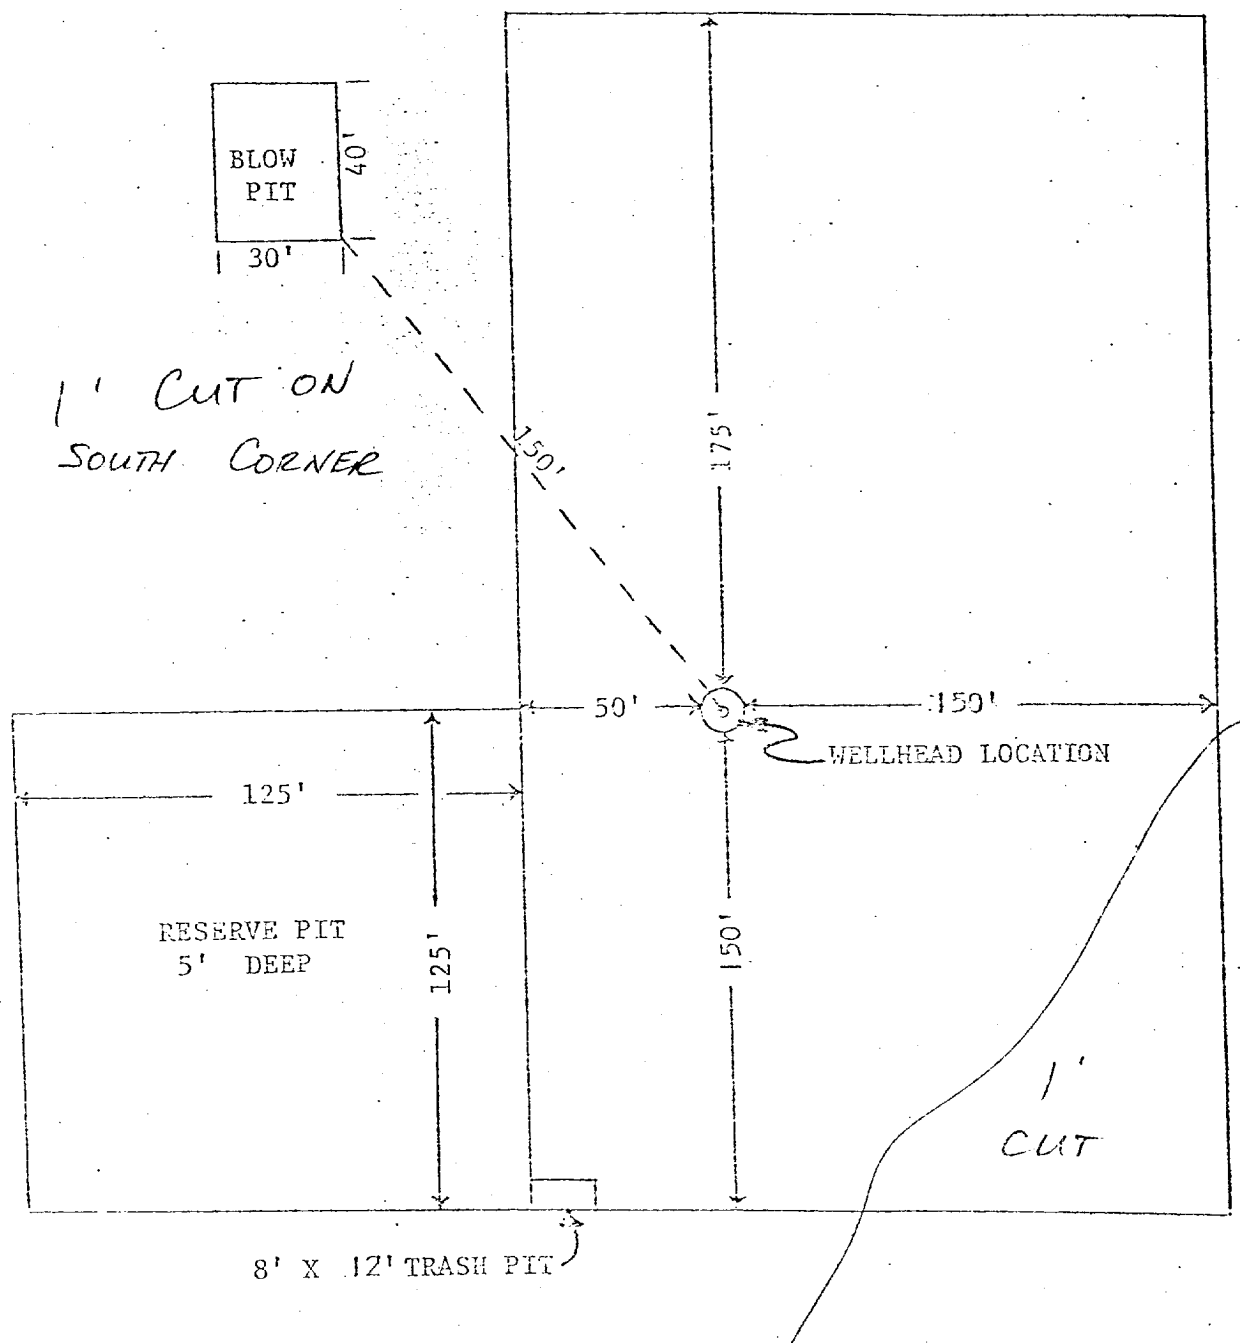 BLOW
PIT
40'
30'
1' CUT ON
SOUTH CORNER
150'
175'
50'
150'
WELLHEAD LOCATION
125'
RESERVE PIT
5' DEEP
125'
150'
1'
CUT
8' X 12' TRASH PIT